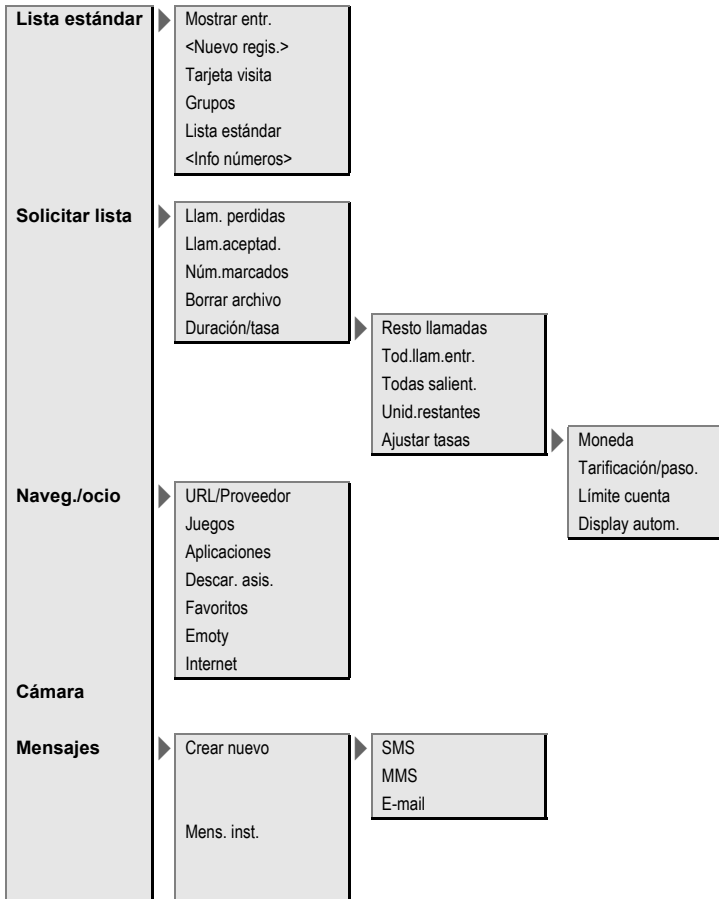 Lista estándar
Mostrar entr.
<Nuevo regis.>
Tarjeta visita
Grupos
Lista estándar
<Info números>
Solicitar lista
Llam. perdidas
Llam.aceptad.
Núm.marcados
Borrar archivo
Duración/tasa
Resto llamadas
Tod.llam.entr.
Todas salient.
Unid.restantes
Ajustar tasas
Moneda
Tarificación/paso.
Límite cuenta
Display autom.
Naveg./ocio
URL/Proveedor
Juegos
Aplicaciones
Descar. asis.
Favoritos
Emoty
Internet
Cámara
Mensajes
Crear nuevo
SMS
MMS
E-mail
Mens. inst.